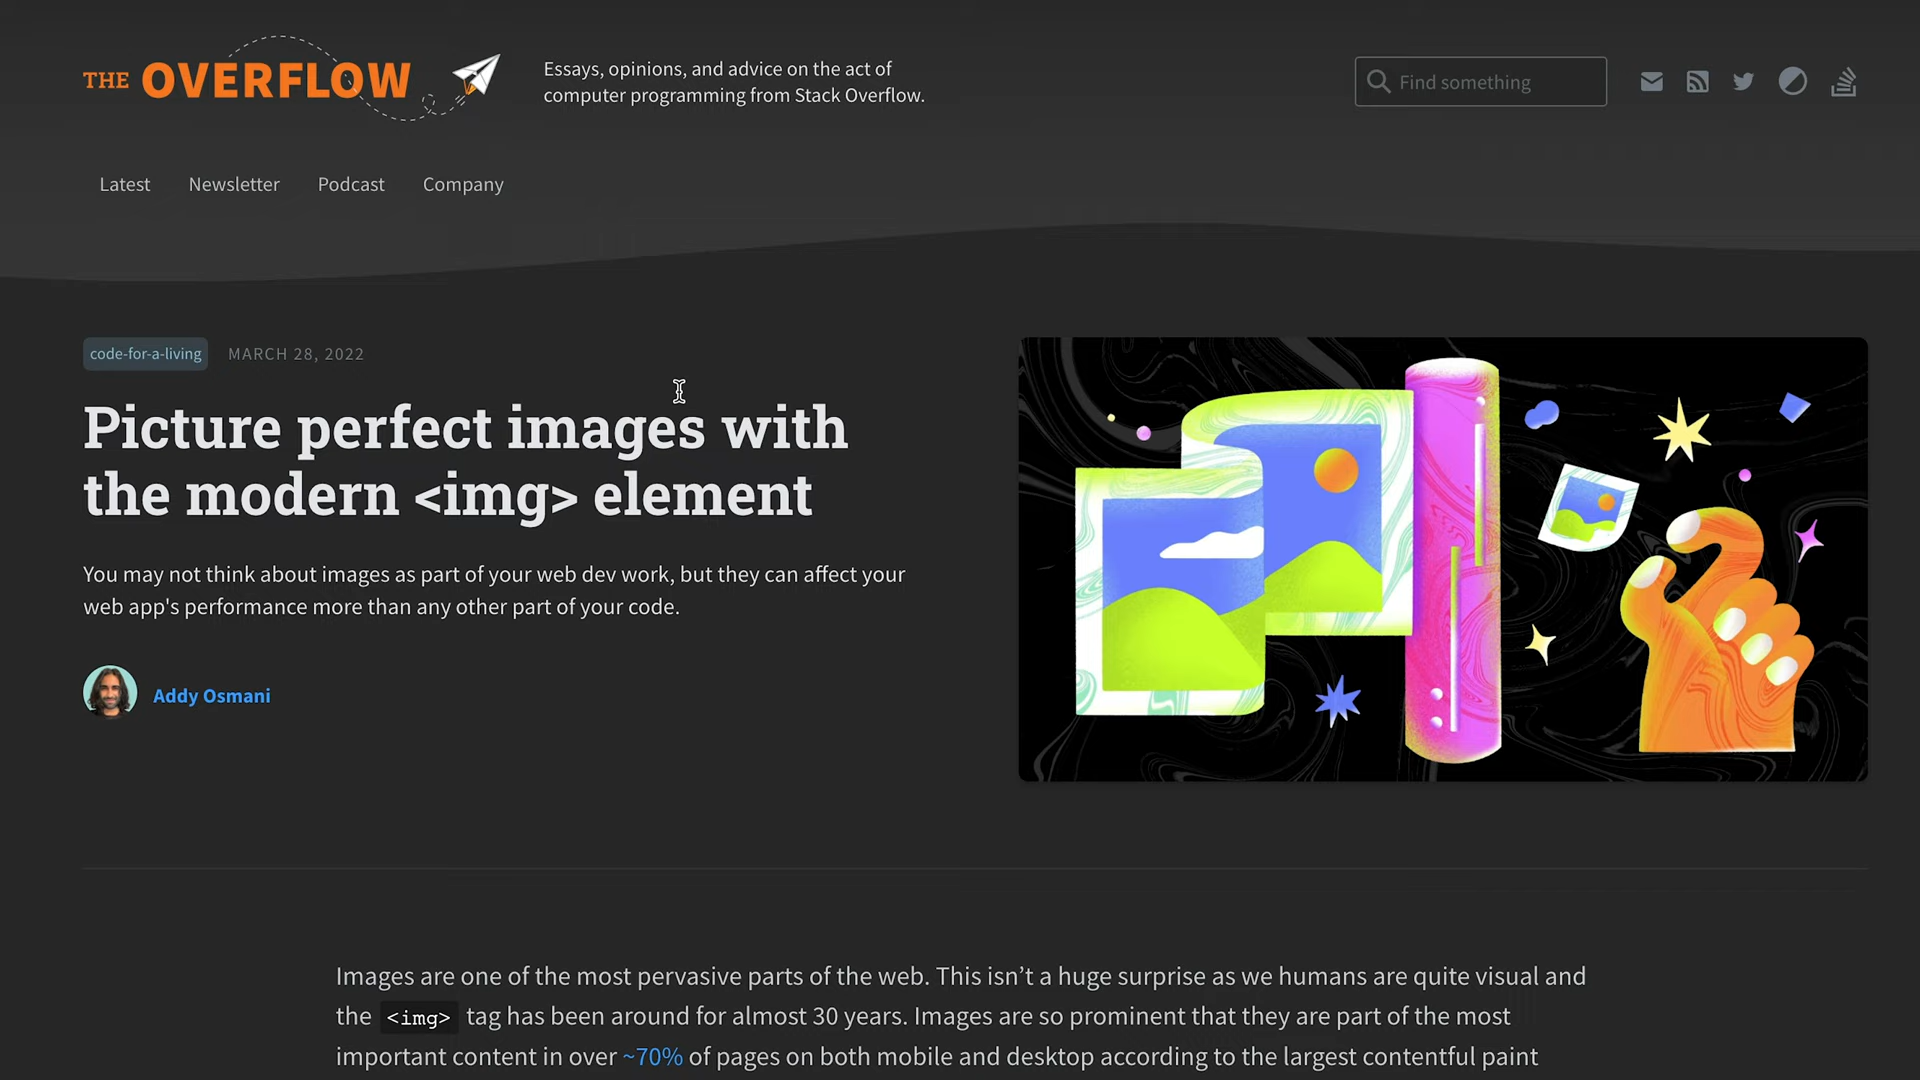 THE OVERFLOW
Essays, opinions, and advice on the act of
computer programming from Stack Overflow.
Find something
Latest Newsletter Podcast Company
code-for-a-living MARCH 28, 2022
Picture perfect images with
the modern <img> element
You may not think about images as part of your web dev work, but they can affect your
web app's performance more than any other part of your code.
Addy Osmani
Images are one of the most pervasive parts of the web. This isn’t a huge surprise as we humans are quite visual and
the <img> tag has been around for almost 30 years. Images are so prominent that they are part of the most
important content in over ~70% of pages on both mobile and desktop according to the largest contentful paint